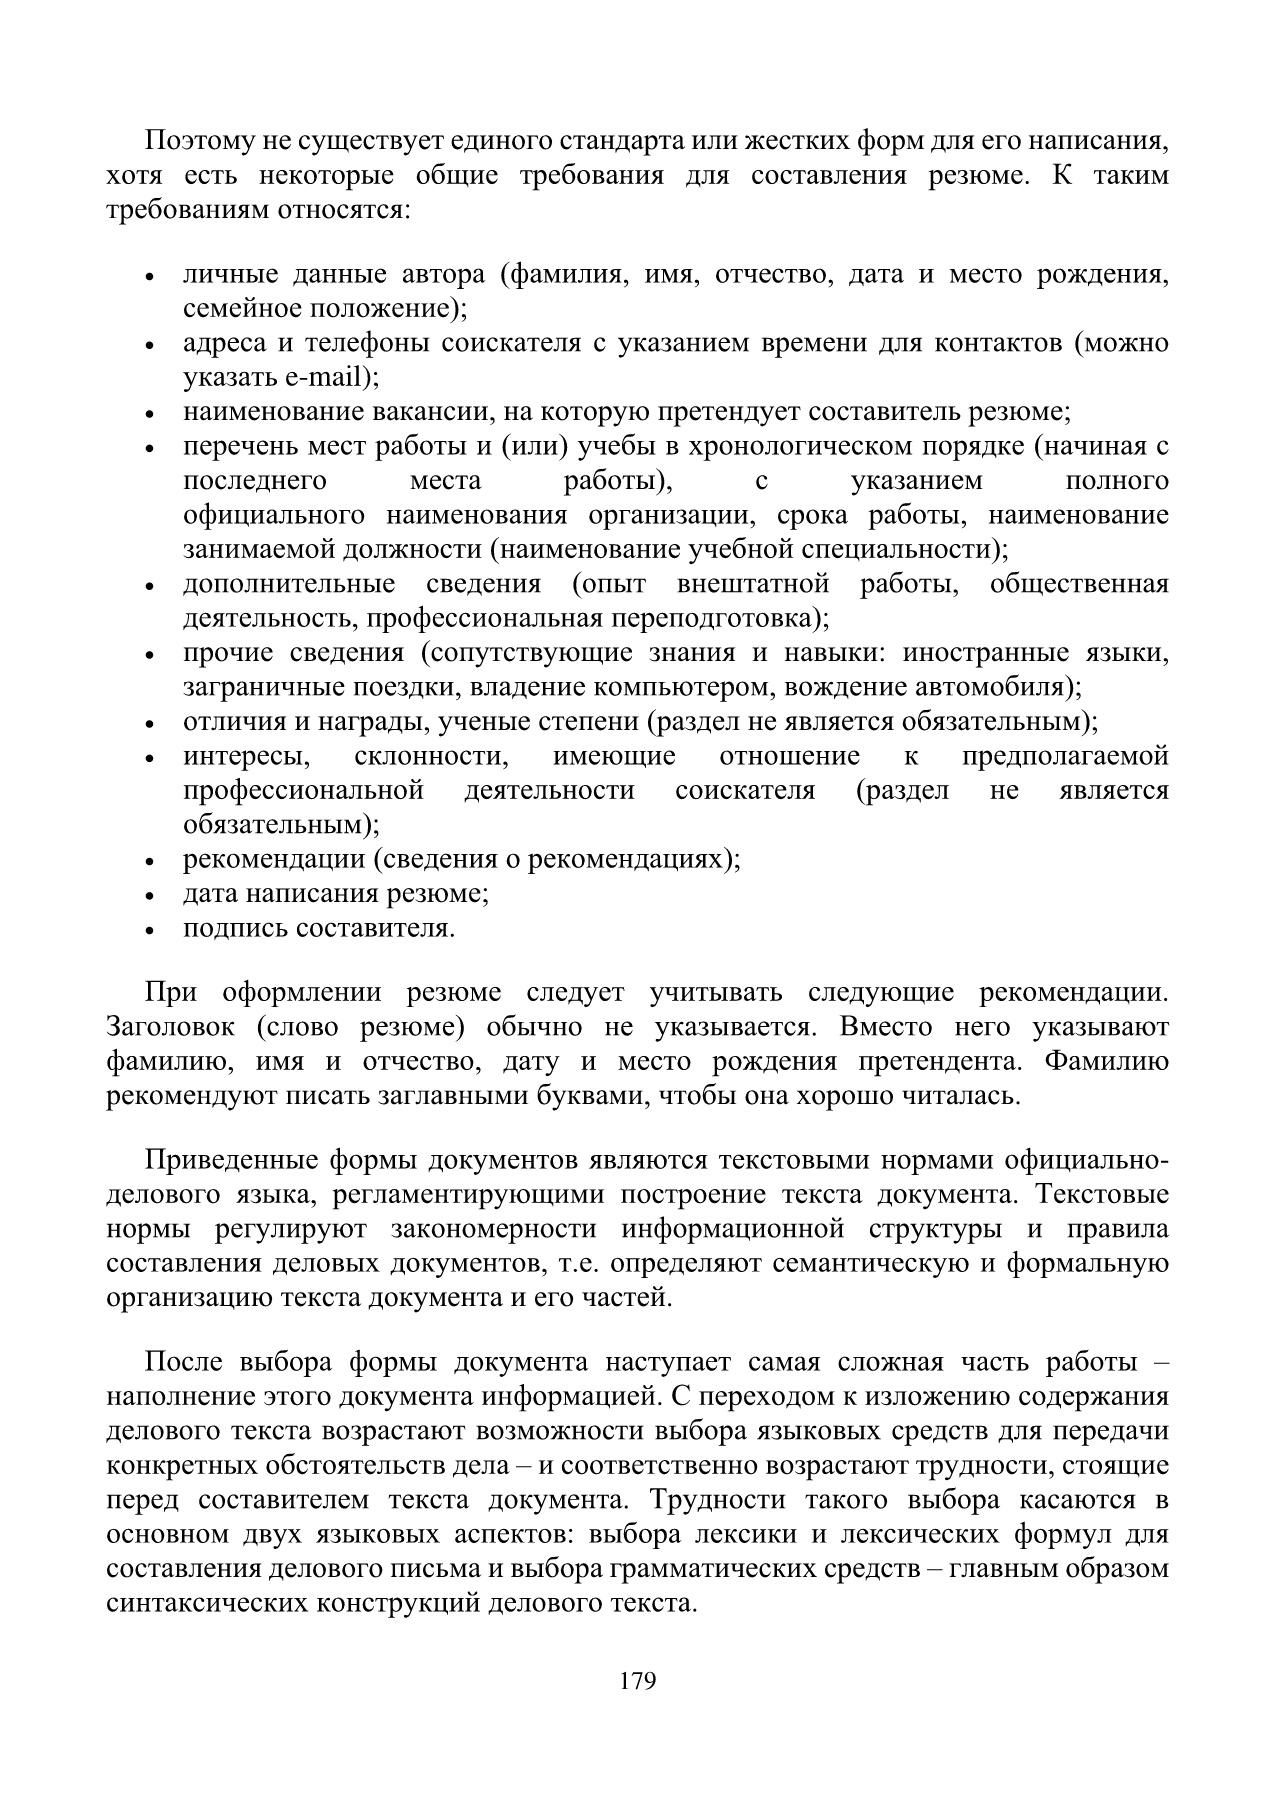 Поэтому не существует единого стандарта или жестких форм для его написания,
хотя есть некоторые общие требования для составления резюме. К таким
требованиям относятся:
• личные данные автора (фамилия, имя, отчество, дата и место рождения,
семейное положение);
• адреса и телефоны соискателя с указанием времени для контактов (можно
указать e-mail);
• наименование вакансии, на которую претендует составитель резюме;
• перечень мест работы и (или) учебы в хронологическом порядке (начиная с
последнего места работы), с указанием полного
официального наименования организации, срока работы, наименование
занимаемой должности (наименование учебной специальности);
• дополнительные сведения (опыт внештатной работы, общественная
деятельность, профессиональная переподготовка);
• прочие сведения (сопутствующие знания и навыки: иностранные языки,
заграничные поездки, владение компьютером, вождение автомобиля);
• отличия и награды, ученые степени (раздел не является обязательным);
• интересы, склонности, имеющие отношение к предполагаемой
профессиональной деятельности соискателя (раздел не является
обязательным);
• рекомендации (сведения о рекомендациях);
• дата написания резюме;
• подпись составителя.
При оформлении резюме следует учитывать следующие рекомендации.
Заголовок (слово резюме) обычно не указывается. Вместо него указывают
фамилию, имя и отчество, дату и место рождения претендента. Фамилию
рекомендуют писать заглавными буквами, чтобы она хорошо читалась.
Приведенные формы документов являются текстовыми нормами официально-
делового языка, регламентирующими построение текста документа. Текстовые
нормы регулируют закономерности информационной структуры и правила
составления деловых документов, т.е. определяют семантическую и формальную
организацию текста документа и его частей.
После выбора формы документа наступает самая сложная часть работы –
наполнение этого документа информацией. С переходом к изложению содержания
делового текста возрастают возможности выбора языковых средств для передачи
конкретных обстоятельств дела – и соответственно возрастают трудности, стоящие
перед составителем текста документа. Трудности такого выбора касаются в
основном двух языковых аспектов: выбора лексики и лексических формул для
составления делового письма и выбора грамматических средств – главным образом
синтаксических конструкций делового текста.
179